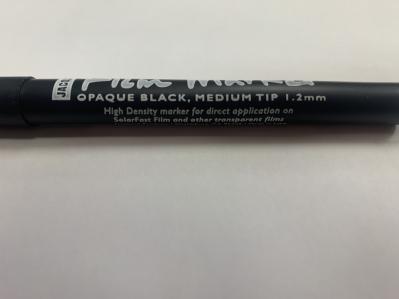 JAC
Film Marker
OPAQUE BLACK, MEDIUM TIP 1.2mm
High Density marker for direct application on
SolarFast Film and other transparent films